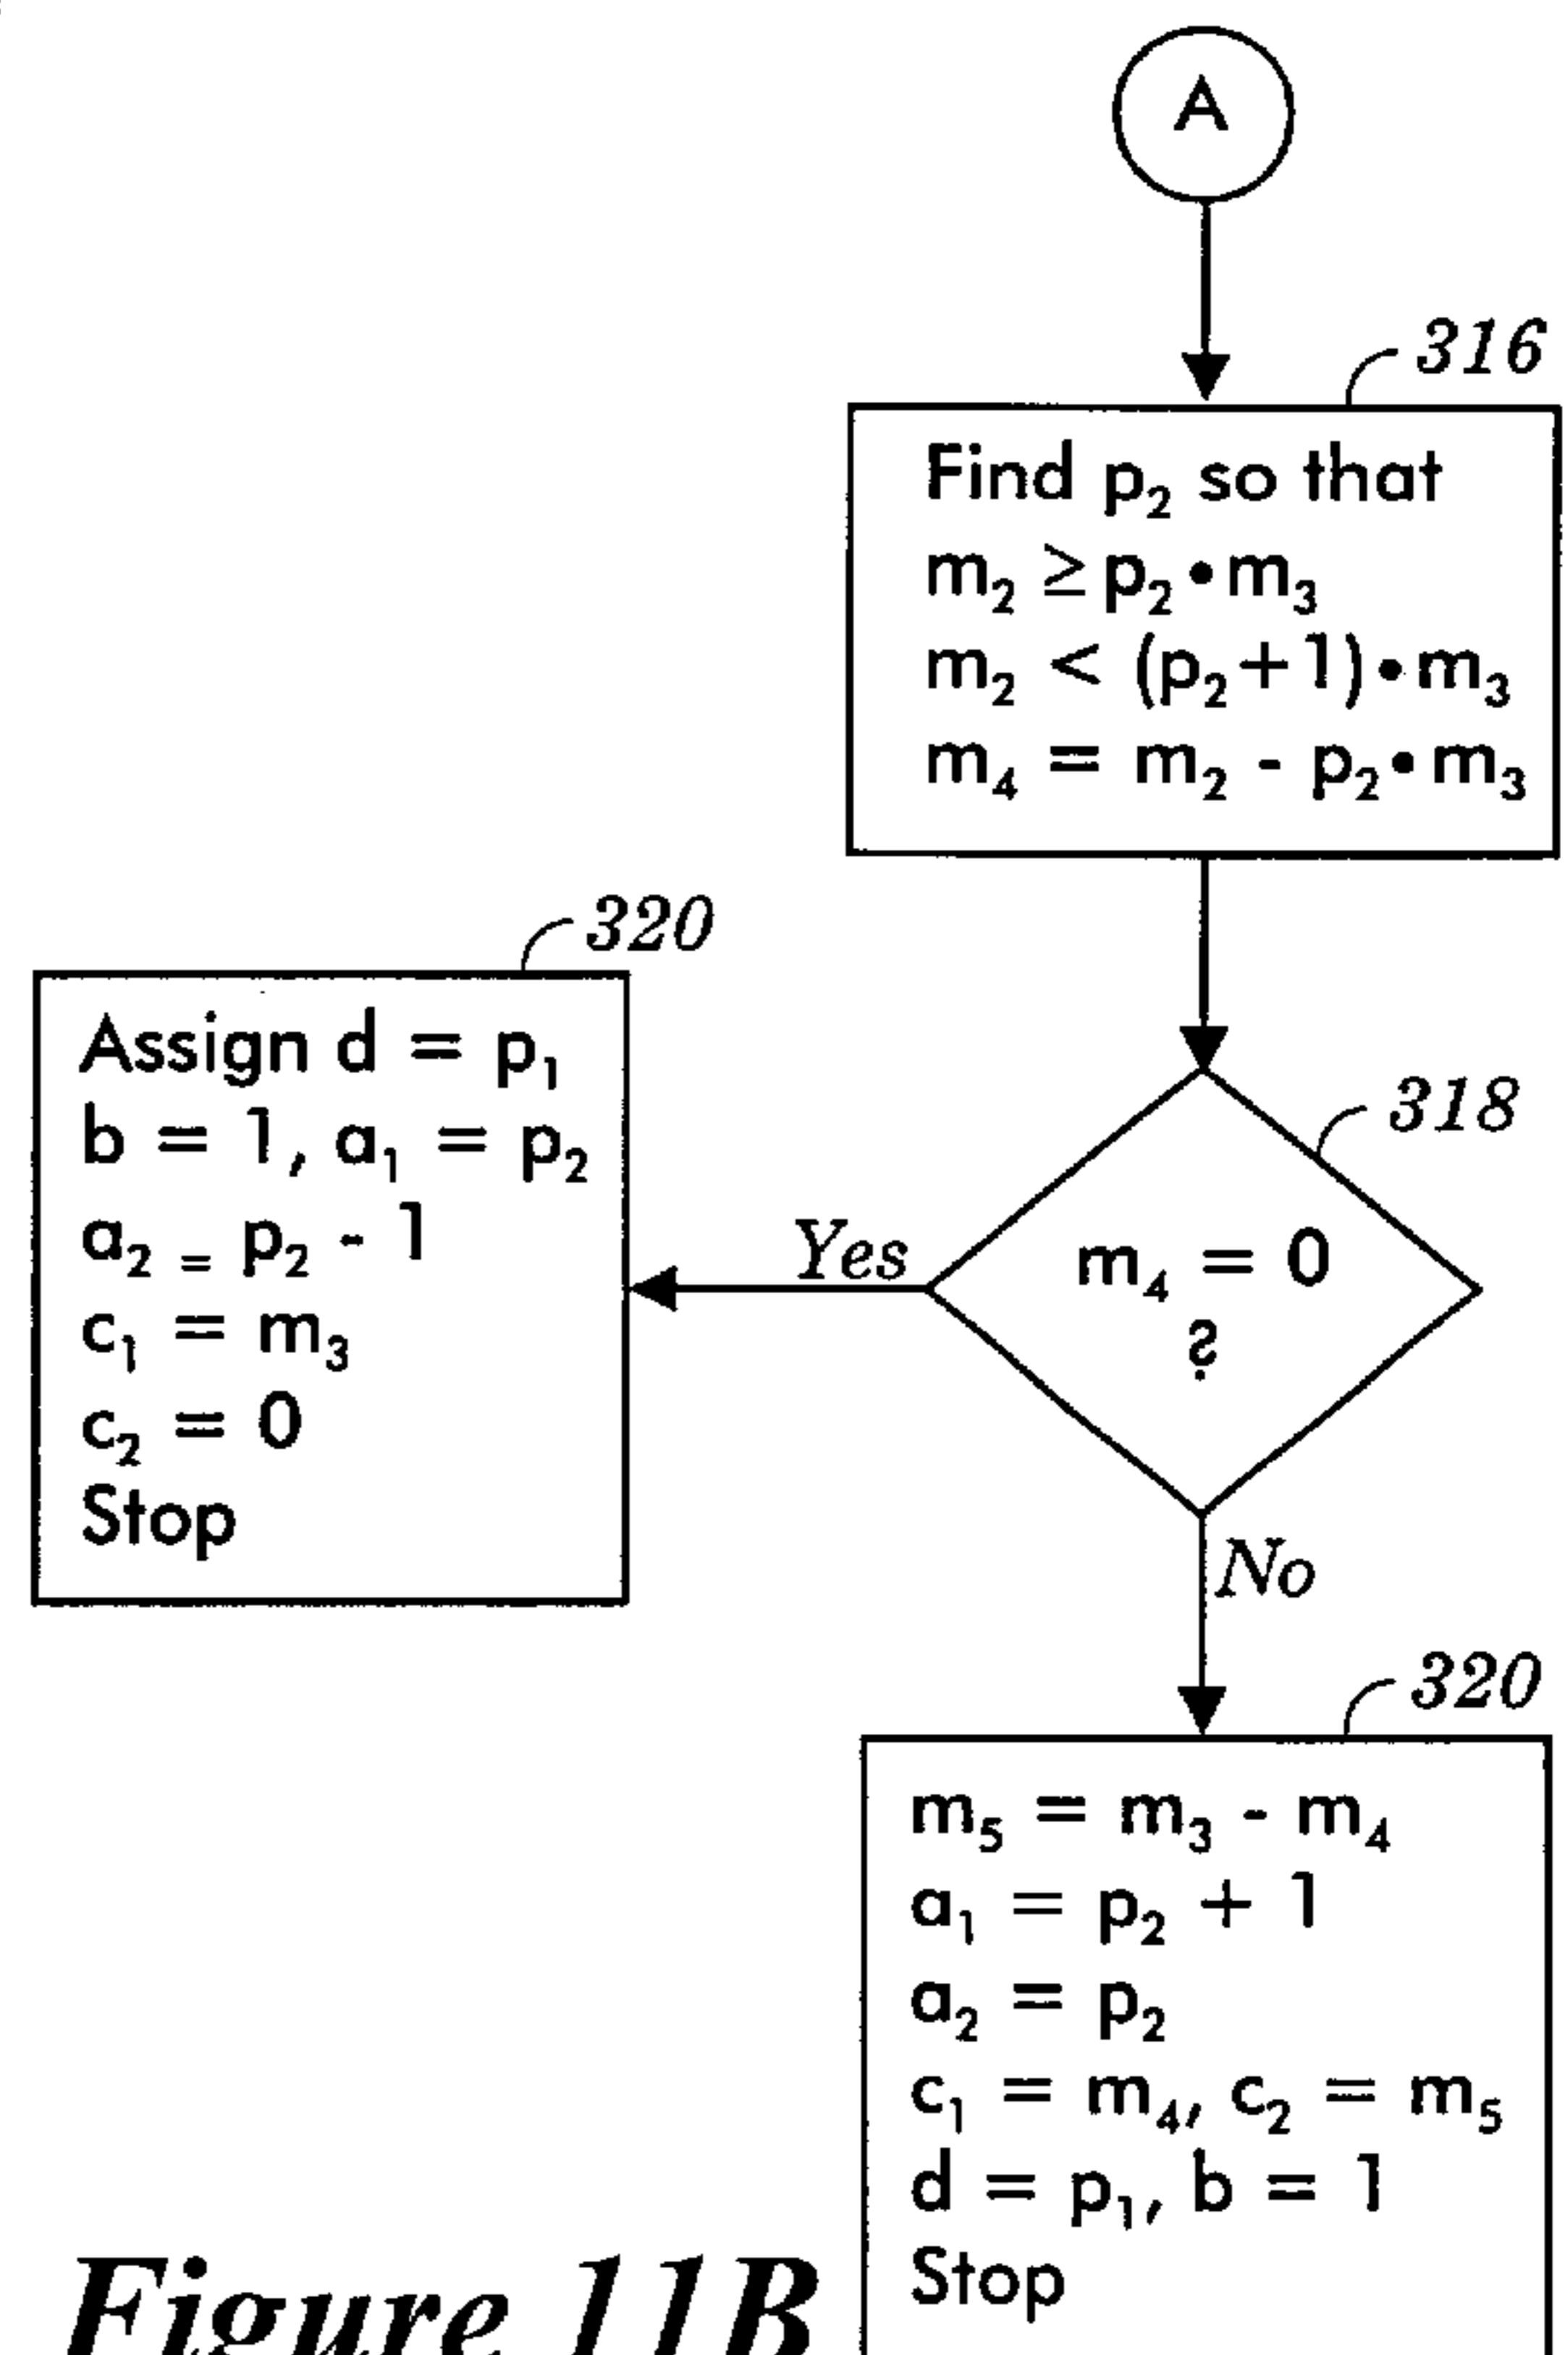 A
316
Find p₂ so that
m₂ ≥ p₂•m₃
m₂ < (p₂+1)•m₃
m₄ = m₂ - p₂•m₃
320
Assign d = p₁
b = 1, a₁ = p₂
a₂ = p₂ - 1
c₁ = m₃
c₂ = 0
Stop
318
m₄ = 0
?
Yes
No
320
m₅ = m₃ - m₄
a₁ = p₂ + 1
a₂ = p₂
c₁ = m₄, c₂ = m₅
d = p₁, b = 1
Stop
Figure 11B